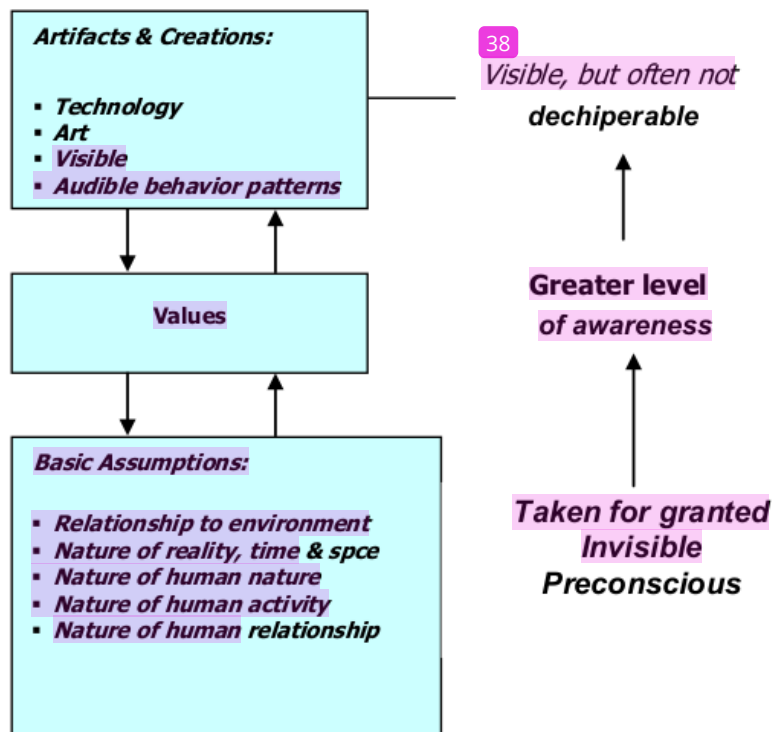 Artifacts & Creations:
▪ Technology
▪ Art
▪ Visible
▪ Audible behavior patterns
38
Visible, but often not
dechiperable
Values
Greater level
of awareness
Basic Assumptions:
▪ Relationship to environment
▪ Nature of reality, time & spce
▪ Nature of human nature
▪ Nature of human activity
▪ Nature of human relationship
Taken for granted
Invisible
Preconscious